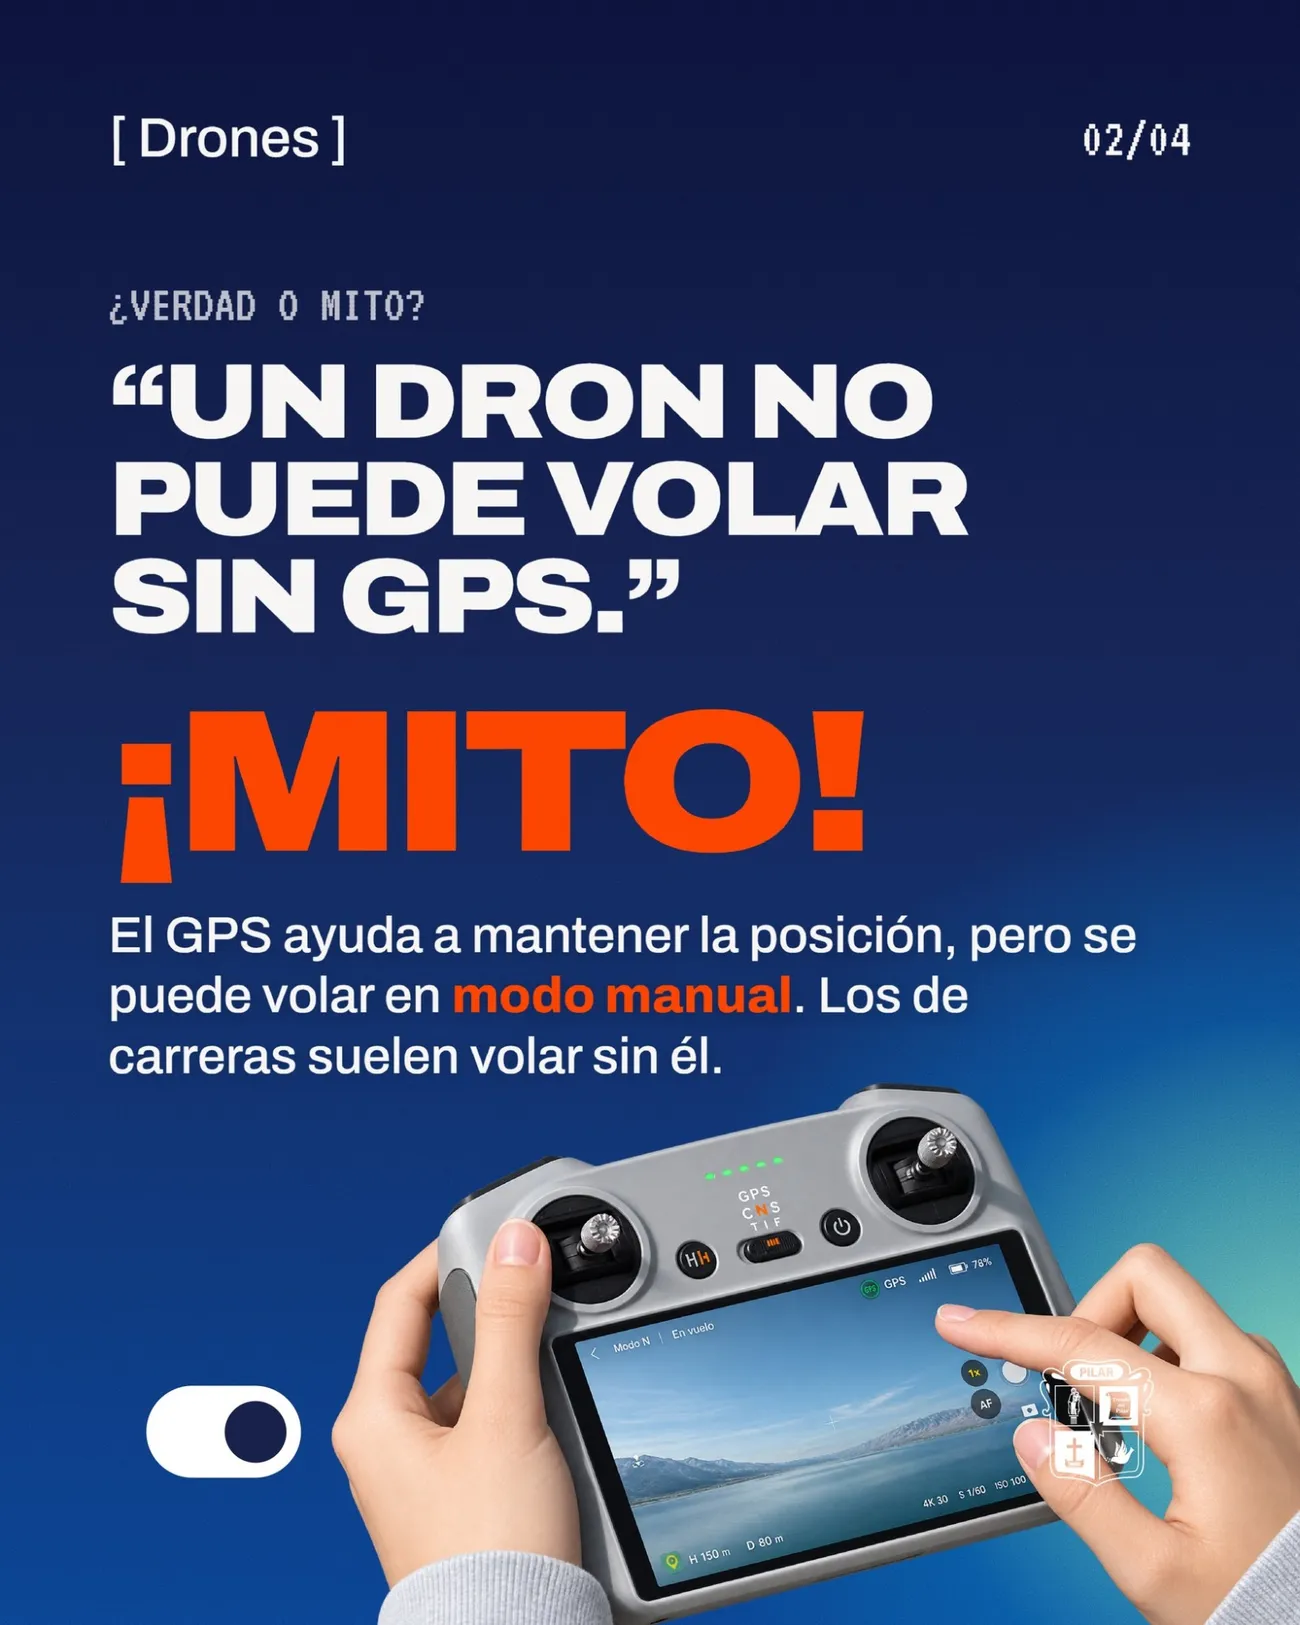 [ Drones ]
02/04
¿VERDAD O MITO?
“UN DRON NO
PUEDE VOLAR
SIN GPS.”
¡MITO!
El GPS ayuda a mantener la posición, pero se
puede volar en modo manual. Los de
carreras suelen volar sin él.
GPS
C N S
T I F
GPS 78%
Modo N | En vuelo
1x
AF
4K 30 S 1/60 ISO 100
H 150 m D 80 m
PILAR